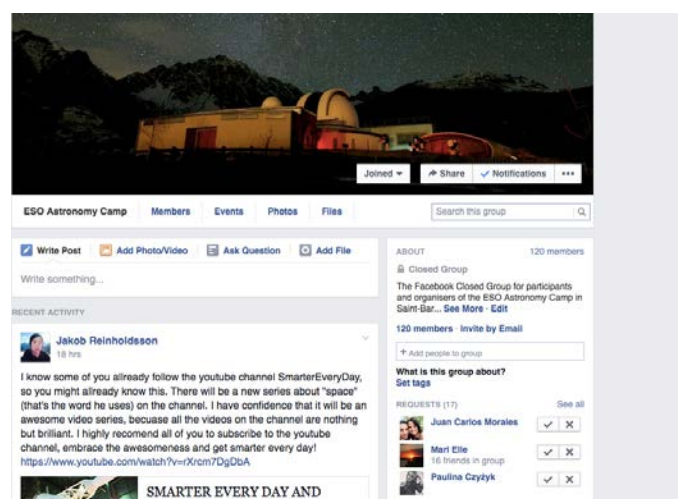 Joined
Share
Notifications
ESO Astronomy Camp
Members
Events
Photos
Files
Search this group
Write Post
Add Photo/Video
Ask Question
Add File
Write something...
RECENT ACTIVITY
Jakob Reinholdsson
18 hrs
I know some of you allready follow the youtube channel SmarterEveryDay,
so you might allready know this. There will be a new series about "space"
(that's the word he uses) on the channel. I have confidence that it will be an
awesome video series, becuase all the videos on the channel are nothing
but brilliant. I highly recomend all of you to subscribe to the youtube
channel, embrace the awesomeness and get smarter every day!
https://www.youtube.com/watch?v=rXrcm7DgDbA
SMARTER EVERY DAY AND
ABOUT
120 members
Closed Group
The Facebook Closed Group for participants
and organisers of the ESO Astronomy Camp in
Saint-Bar... See More · Edit
120 members · Invite by Email
+ Add people to group
What is this group about?
Set tags
REQUESTS (17)
See all
Juan Carlos Morales
Mari Elle
16 friends in group
Paulina Czyżyk